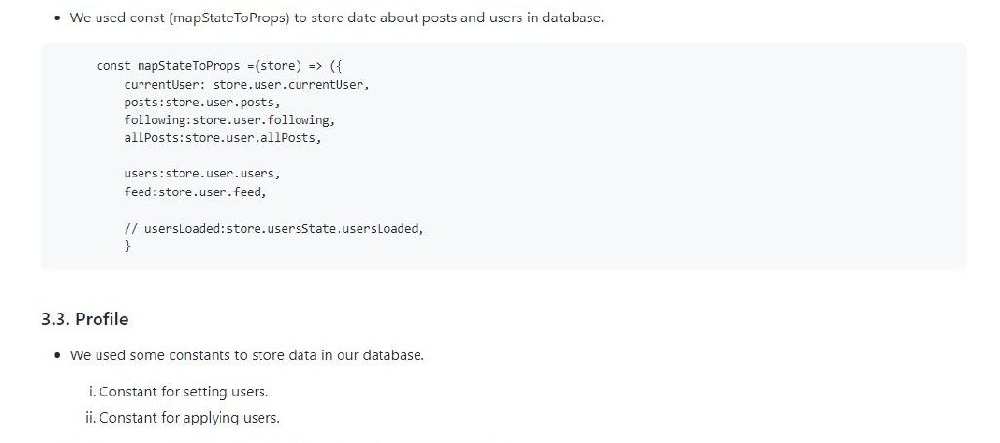 • We used const (mapStateToProps) to store date about posts and users in database.
const mapStateToProps =(store) => ({
currentUser: store.user.currentUser,
posts:store.user.posts,
following:store.user.following,
allPosts:store.user.allPosts,
users:store.user.users,
feed:store.user.feed,
// usersLoaded:store.usersState.usersLoaded,
}
3.3. Profile
• We used some constants to store data in our database.
i. Constant for setting users.
ii. Constant for applying users.